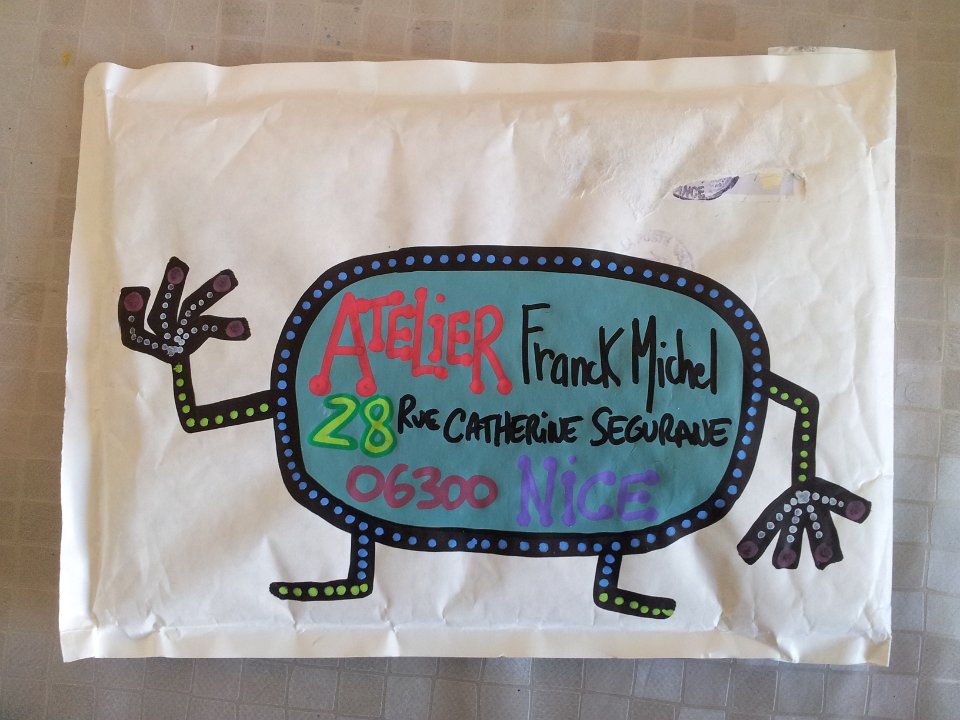 ATELiER Franck Michel
28 Rue CATHERiNE SEGURANE
06300 NiCE